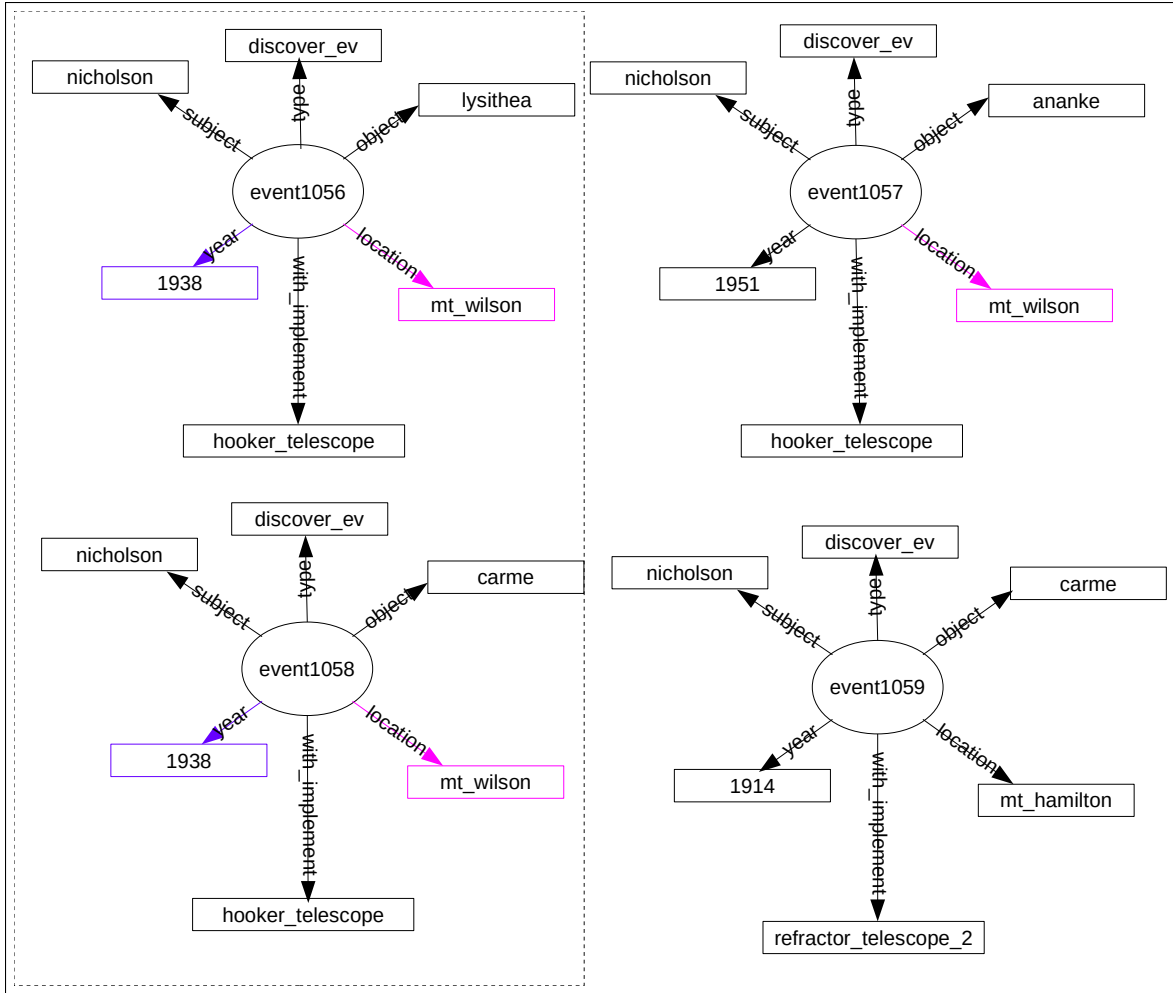 discover_ev
nicholson
lysithea
type
subject
object
event1056
year
location
1938
with_implement
mt_wilson
hooker_telescope
discover_ev
nicholson
ananke
type
subject
object
event1057
year
location
1951
with_implement
mt_wilson
hooker_telescope
discover_ev
nicholson
carme
type
subject
object
event1058
year
location
1938
with_implement
mt_wilson
hooker_telescope
discover_ev
nicholson
carme
type
subject
object
event1059
year
location
1914
with_implement
mt_hamilton
refractor_telescope_2